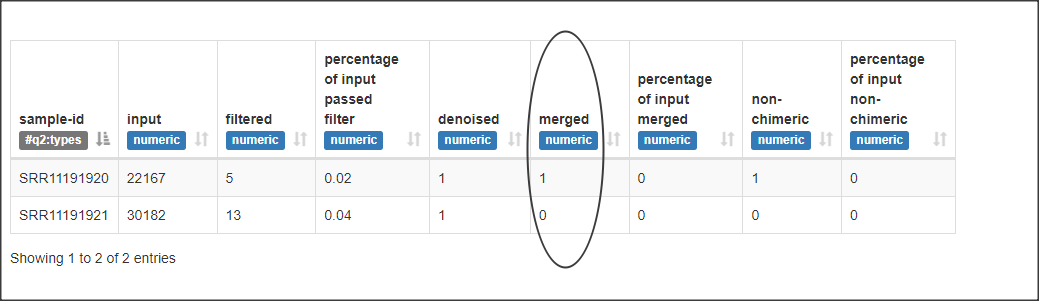 sample-id
#q2:types
input
numeric
filtered
numeric
percentage
of input
passed
filter
numeric
denoised
numeric
merged
numeric
percentage
of input
merged
numeric
non-
chimeric
numeric
percentage
of input
non-
chimeric
numeric
SRR11191920 22167 5 0.02 1 1 0 1 0
SRR11191921 30182 13 0.04 1 0 0 0 0
Showing 1 to 2 of 2 entries